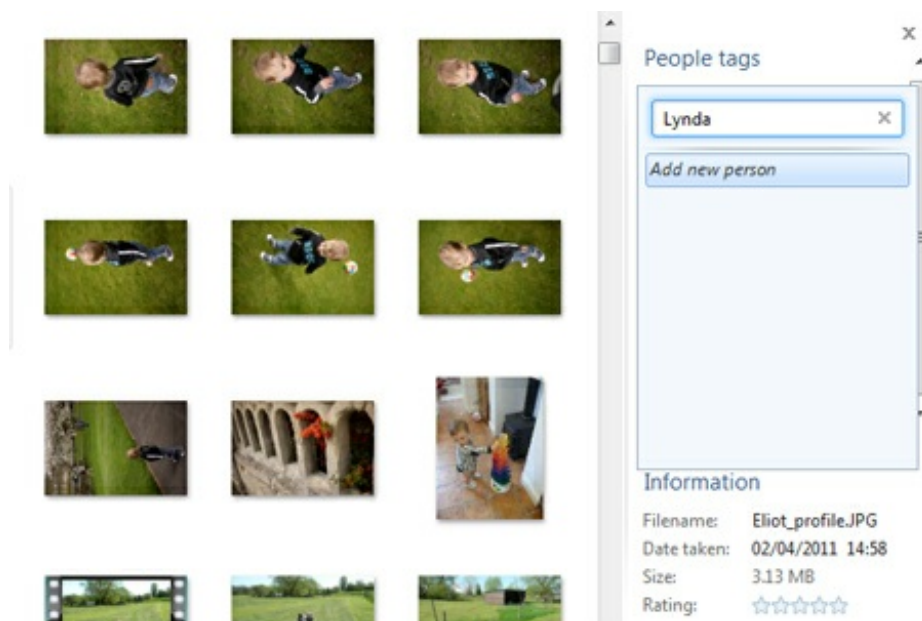 People tags
Lynda
Add new person
Information
Filename: Eliot_profile.JPG
Date taken: 02/04/2011 14:58
Size: 3.13 MB
Rating: